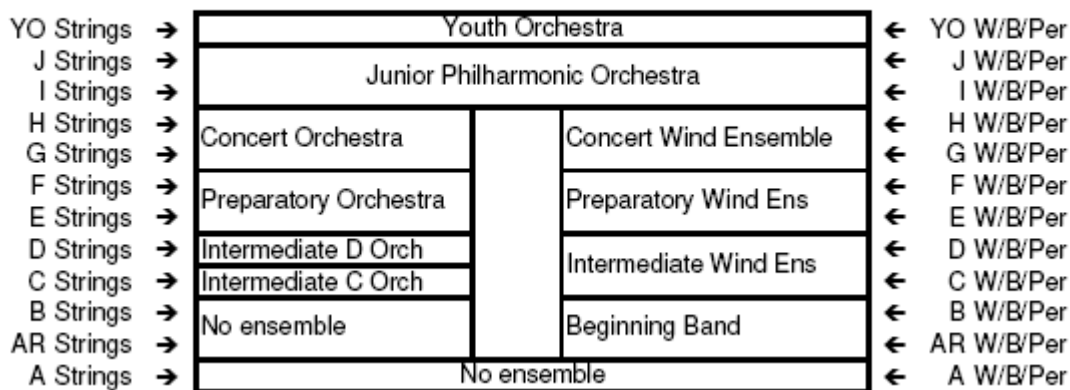 YO Strings → Youth Orchestra ← YO W/B/Per
J Strings → Junior Philharmonic Orchestra ← J W/B/Per
I Strings → ← I W/B/Per
H Strings → Concert Orchestra Concert Wind Ensemble ← H W/B/Per
G Strings → ← G W/B/Per
F Strings → Preparatory Orchestra Preparatory Wind Ens ← F W/B/Per
E Strings → ← E W/B/Per
D Strings → Intermediate D Orch Intermediate Wind Ens ← D W/B/Per
C Strings → Intermediate C Orch ← C W/B/Per
B Strings → No ensemble Beginning Band ← B W/B/Per
AR Strings → ← AR W/B/Per
A Strings → No ensemble ← A W/B/Per